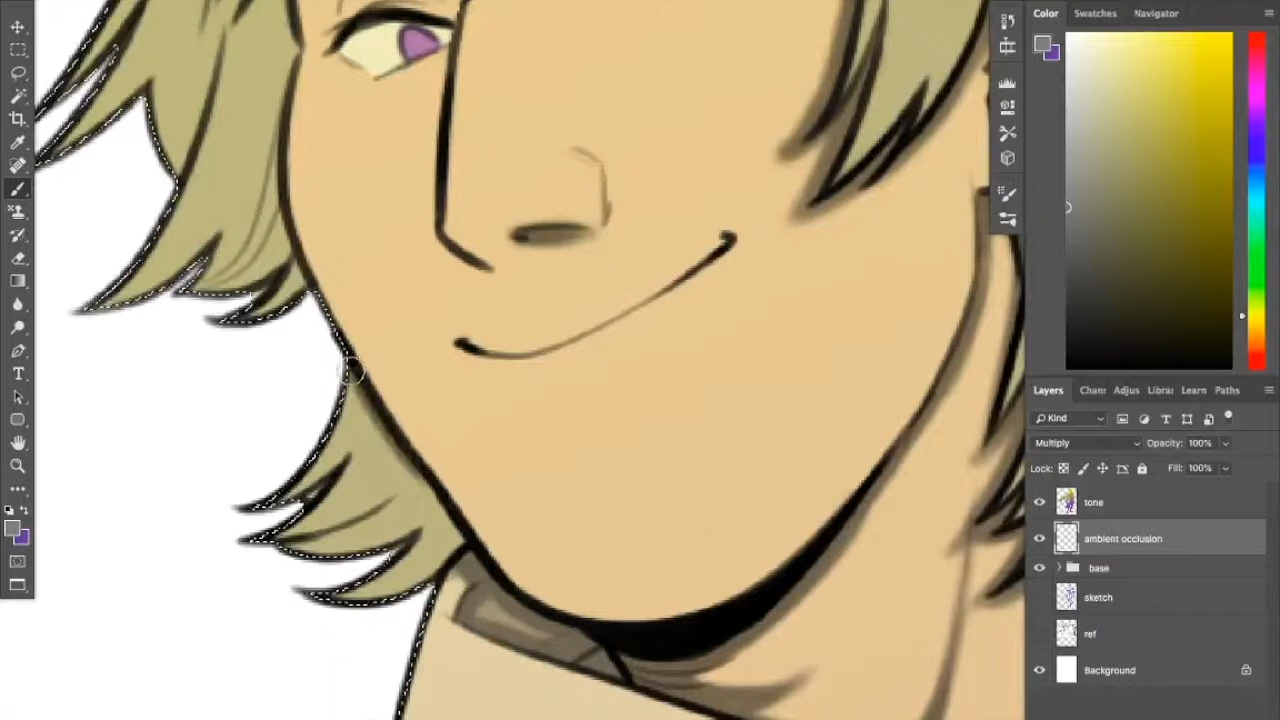 Color Swatches Navigator
Layers Chan Adjus Librai Learn Paths
Kind
Multiply Opacity: 100%
Lock: Fill: 100%
tone
ambient occlusion
base
sketch
ref
Background